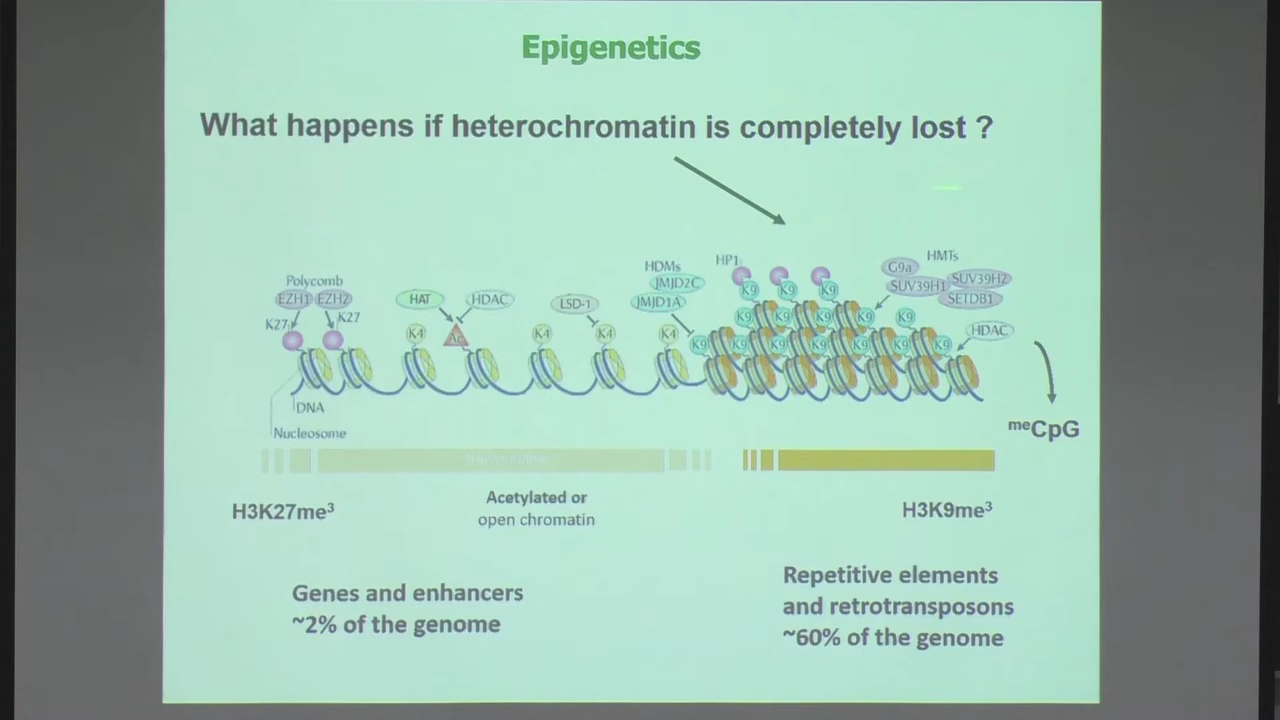 Epigenetics
What happens if heterochromatin is completely lost ?
Polycomb
EZH1 EZH2
K27 K27
HAT HDAC
Ac
K4 K4 K4 K4
LSD-1
HDMs
JMJD2C
JMJD1A
HP1
K9 K9 K9
K9 K9 K9 K9 K9
K9 K9 K9 K9 K9 K9 K9
G9a
HMTs
SUV39H1
SUV39H2
SETDB1
HDAC
DNA
Nucleosome
meCpG
H3K27me3
Acetylated or
open chromatin
H3K9me3
Genes and enhancers
~2% of the genome
Repetitive elements
and retrotransposons
~60% of the genome